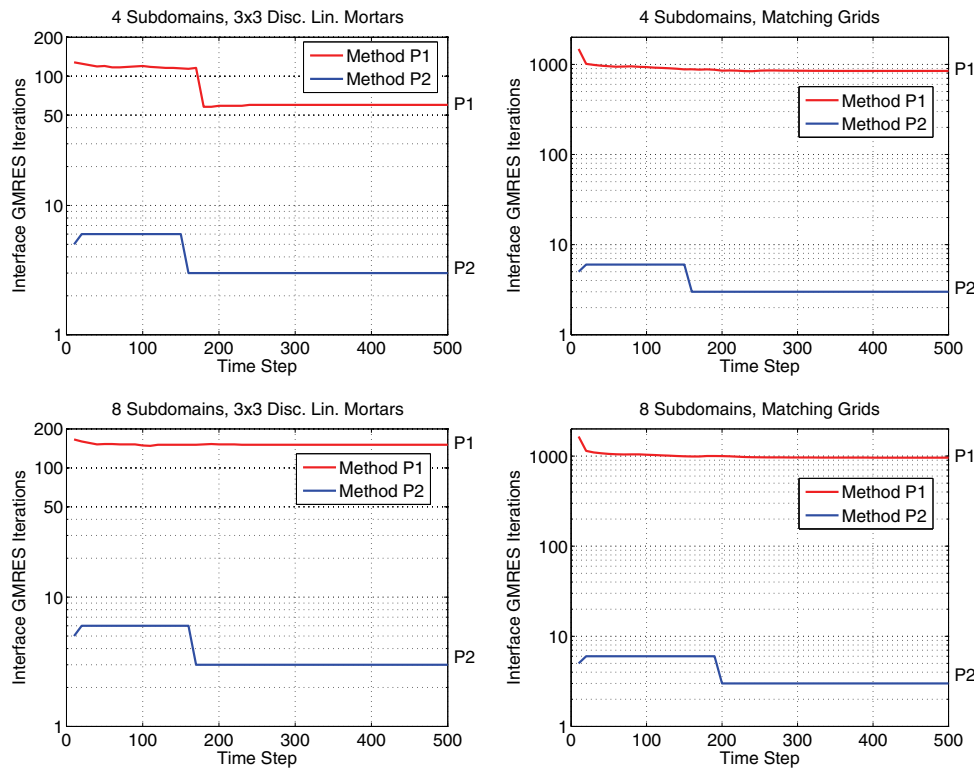 4 Subdomains, 3x3 Disc. Lin. Mortars
Interface GMRES Iterations
200
100
50
10
1
Method P1
Method P2
P1
P2
0
100
200
300
400
500
Time Step
4 Subdomains, Matching Grids
Interface GMRES Iterations
1000
100
10
1
Method P1
Method P2
P1
P2
0
100
200
300
400
500
Time Step
8 Subdomains, 3x3 Disc. Lin. Mortars
Interface GMRES Iterations
200
100
50
10
1
Method P1
Method P2
P1
P2
0
100
200
300
400
500
Time Step
8 Subdomains, Matching Grids
Interface GMRES Iterations
1000
100
10
1
Method P1
Method P2
P1
P2
0
100
200
300
400
500
Time Step